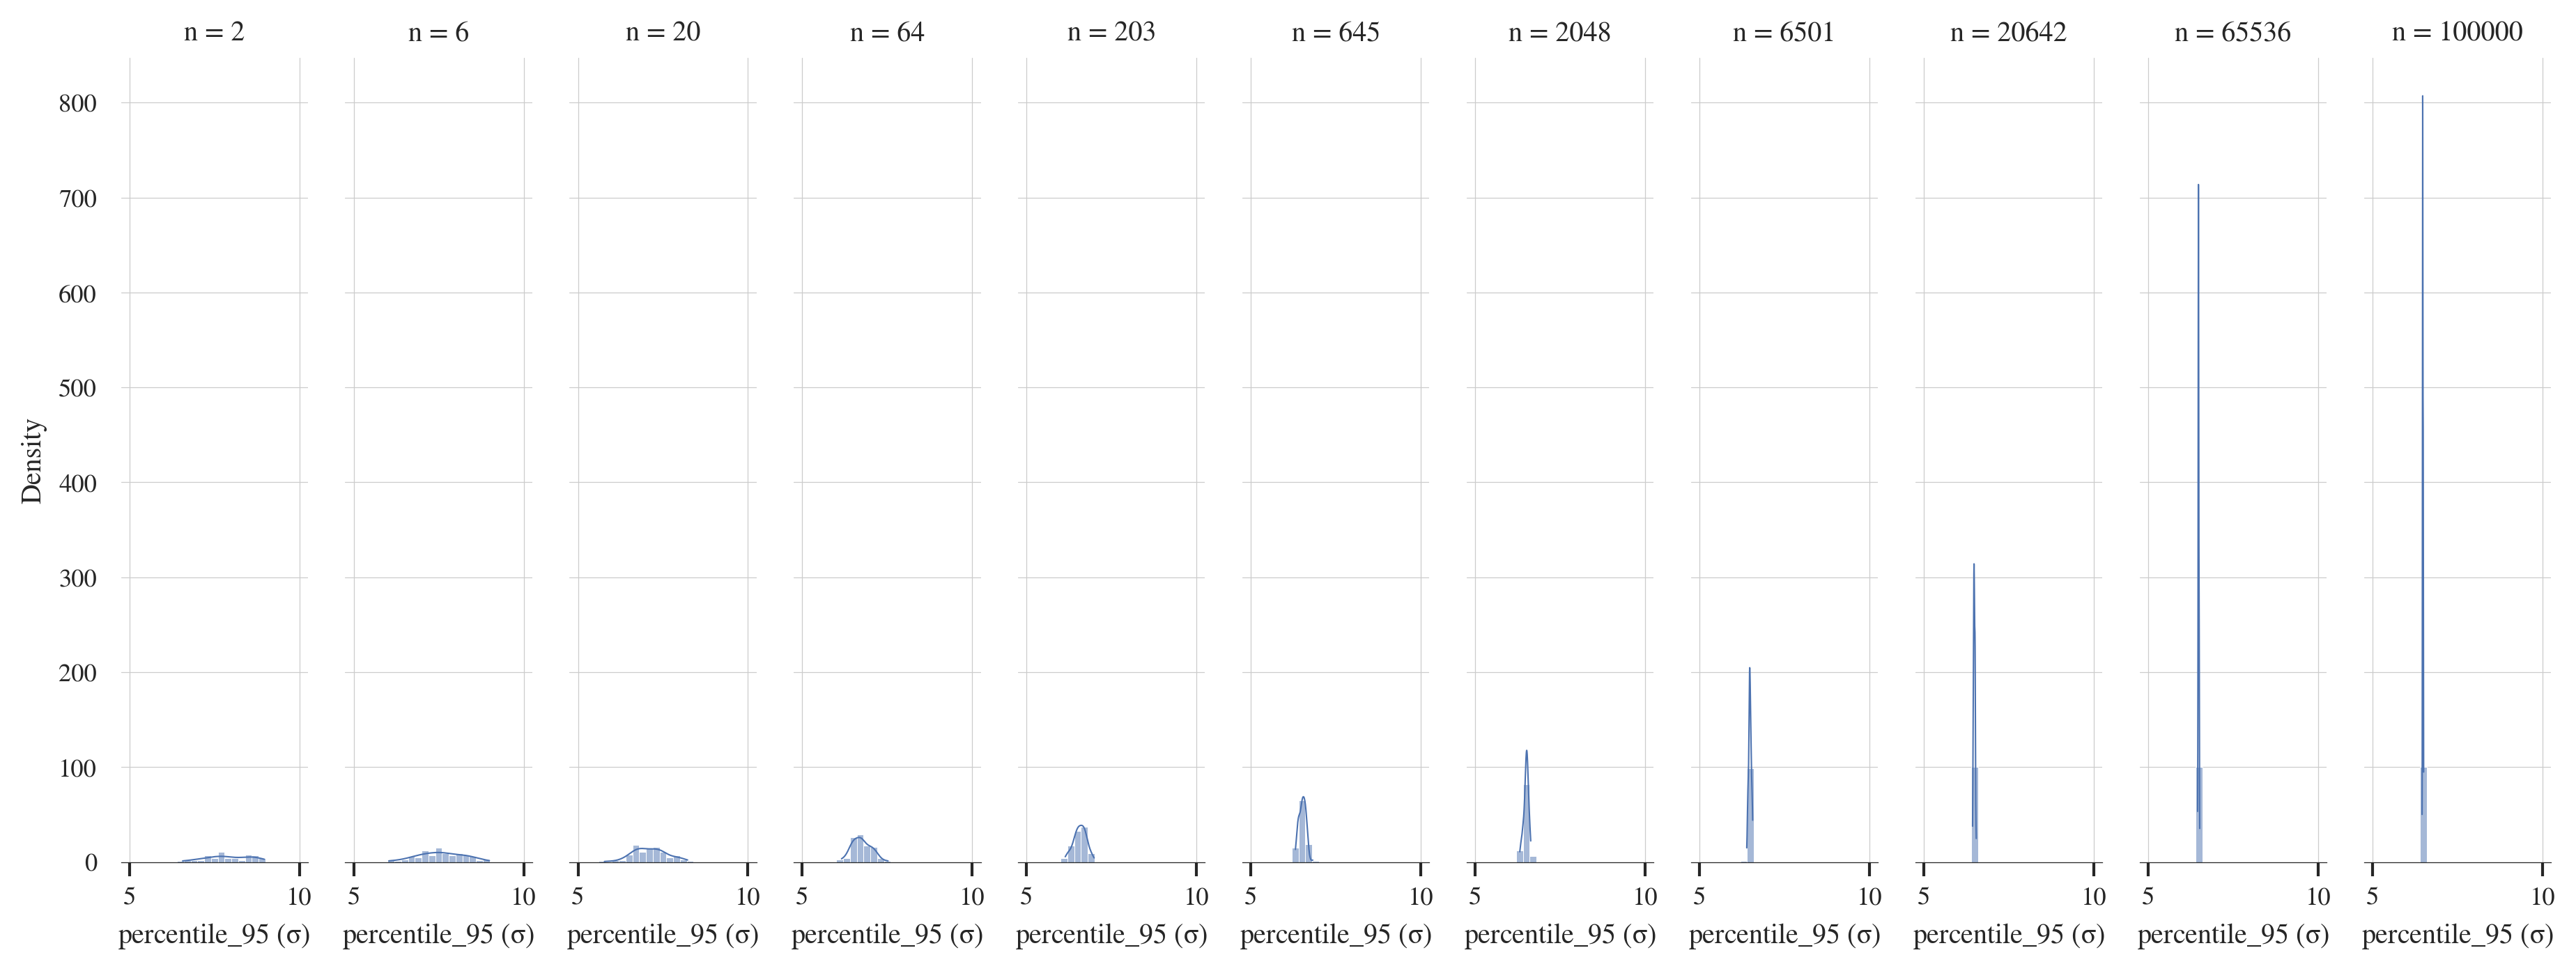 n = 2 n = 6 n = 20 n = 64 n = 203 n = 645 n = 2048 n = 6501 n = 20642 n = 65536 n = 100000
800
700
600
500
400
300
200
100
0
Density
5 10 5 10 5 10 5 10 5 10 5 10 5 10 5 10 5 10 5 10 5 10
percentile_95 (σ) percentile_95 (σ) percentile_95 (σ) percentile_95 (σ) percentile_95 (σ) percentile_95 (σ) percentile_95 (σ) percentile_95 (σ) percentile_95 (σ) percentile_95 (σ) percentile_95 (σ)